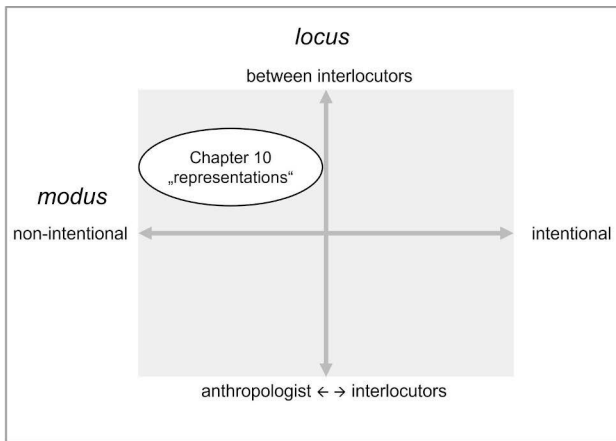 locus
between interlocutors
Chapter 10
„representations“
modus
non-intentional
intentional
anthropologist ← → interlocutors